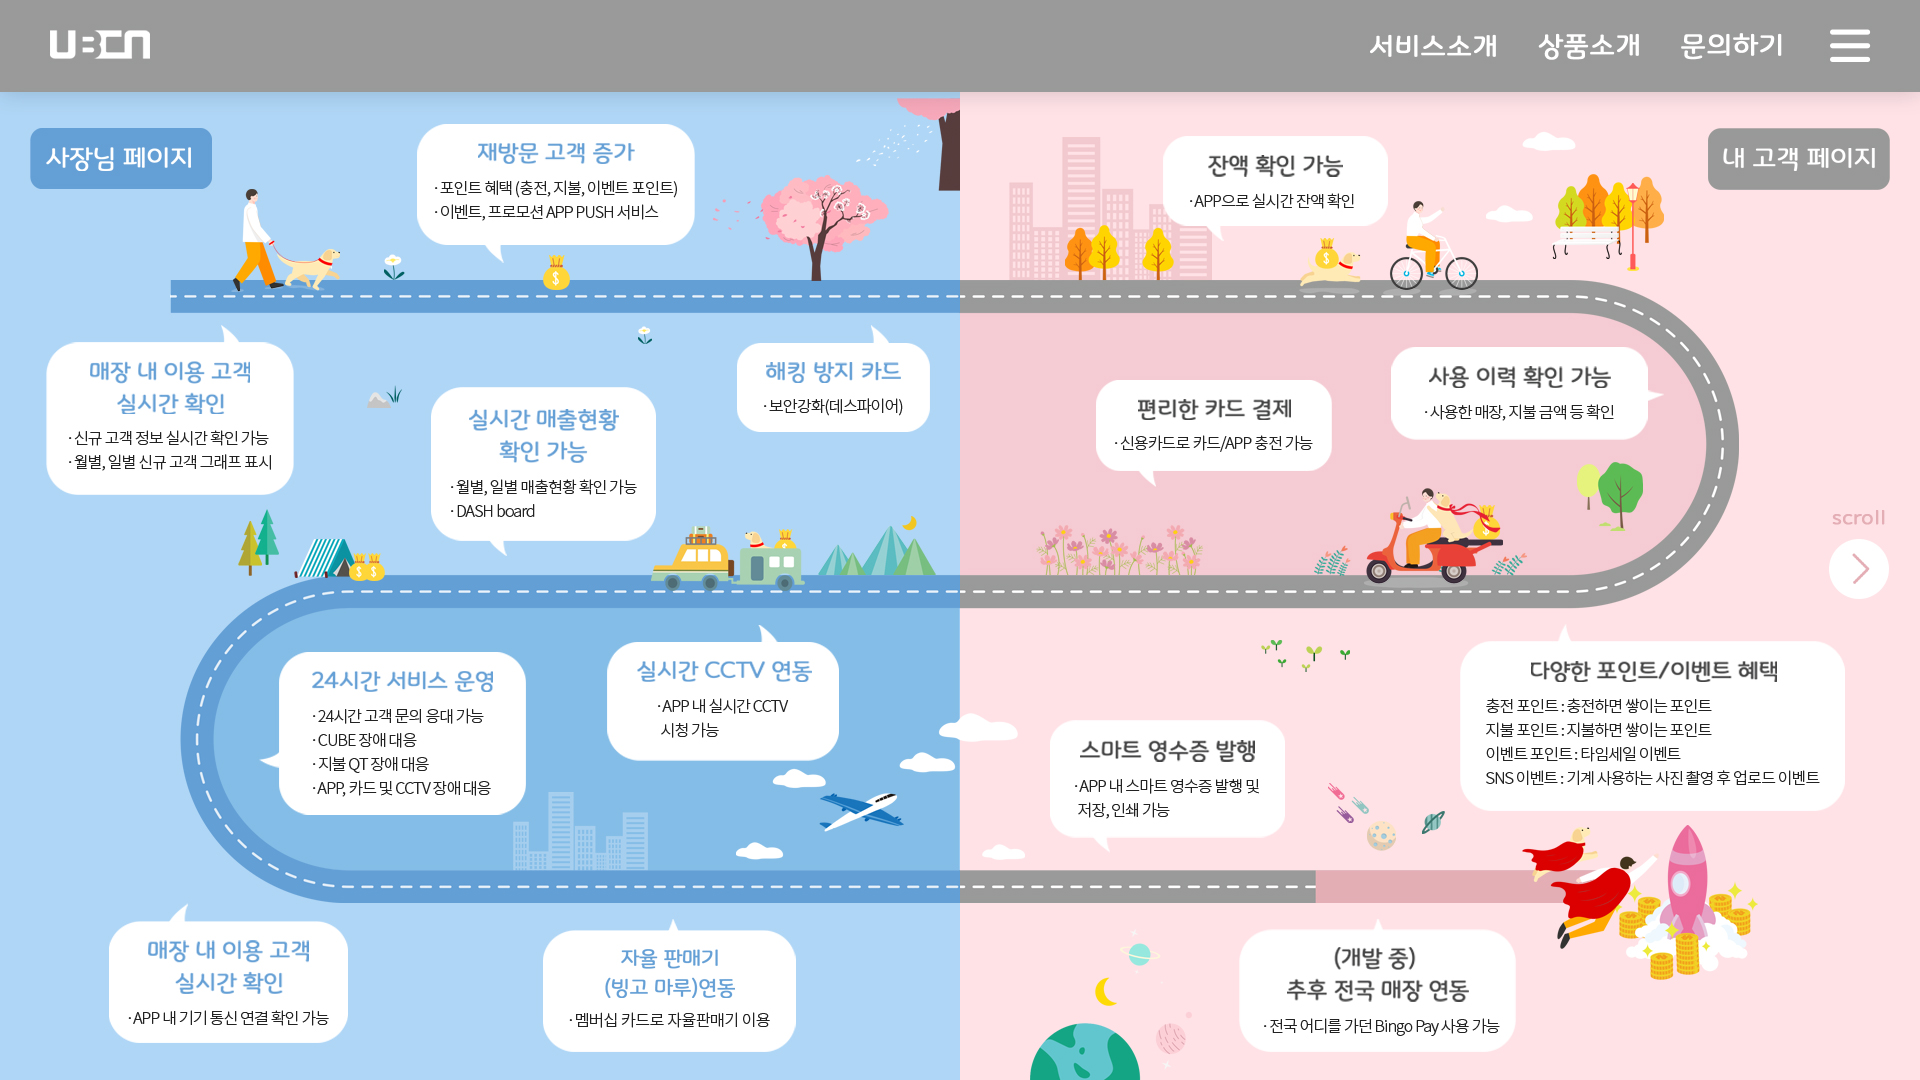 UBCN
서비스소개
상품소개
문의하기
사장님 페이지
재방문 고객 증가
· 포인트 혜택 (충전, 지불, 이벤트 포인트)
· 이벤트, 프로모션 APP PUSH 서비스
매장 내 이용 고객
실시간 확인
· 신규 고객 정보 실시간 확인 가능
· 월별, 일별 신규 고객 그래프 표시
실시간 매출현황
확인 가능
· 월별, 일별 매출현황 확인 가능
· DASH board
해킹 방지 카드
· 보안강화(데스파이어)
24시간 서비스 운영
· 24시간 고객 문의 응대 가능
· CUBE 장애 대응
· 지불 QT 장애 대응
· APP, 카드 및 CCTV 장애 대응
실시간 CCTV 연동
· APP 내 실시간 CCTV
시청 가능
매장 내 이용 고객
실시간 확인
· APP 내 기기 통신 연결 확인 가능
자율 판매기
(빙고 마루)연동
· 멤버십 카드로 자율판매기 이용
내 고객 페이지
잔액 확인 가능
· APP으로 실시간 잔액 확인
편리한 카드 결제
· 신용카드로 카드/APP 충전 가능
사용 이력 확인 가능
· 사용한 매장, 지불 금액 등 확인
scroll
스마트 영수증 발행
· APP 내 스마트 영수증 발행 및
저장, 인쇄 가능
다양한 포인트/이벤트 혜택
충전 포인트 : 충전하면 쌓이는 포인트
지불 포인트 : 지불하면 쌓이는 포인트
이벤트 포인트 : 타임세일 이벤트
SNS 이벤트 : 기계 사용하는 사진 촬영 후 업로드 이벤트
(개발 중)
추후 전국 매장 연동
· 전국 어디를 가던 Bingo Pay 사용 가능